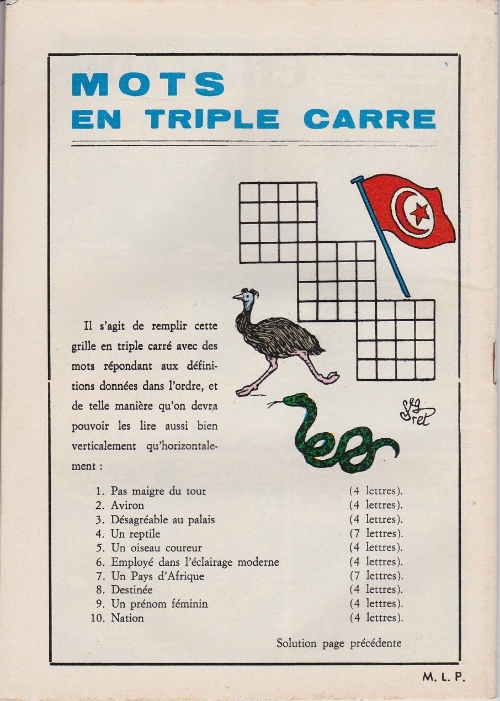 MOTS
EN TRIPLE CARRE
Il s'agit de remplir cette
grille en triple carré avec des
mots répondant aux défini-
tions données dans l'ordre, et
de telle manière qu'on devra
pouvoir les lire aussi bien
verticalement qu'horizontale-
ment :
Seg
ret
1. Pas maigre du tout (4 lettres).
2. Aviron (4 lettres).
3. Désagréable au palais (4 lettres).
4. Un reptile (7 lettres).
5. Un oiseau coureur (4 lettres).
6. Employé dans l'éclairage moderne (4 lettres).
7. Un Pays d'Afrique (7 lettres).
8. Destinée (4 lettres).
9. Un prénom féminin (4 lettres).
10. Nation (4 lettres).
Solution page précédente
M. L. P.